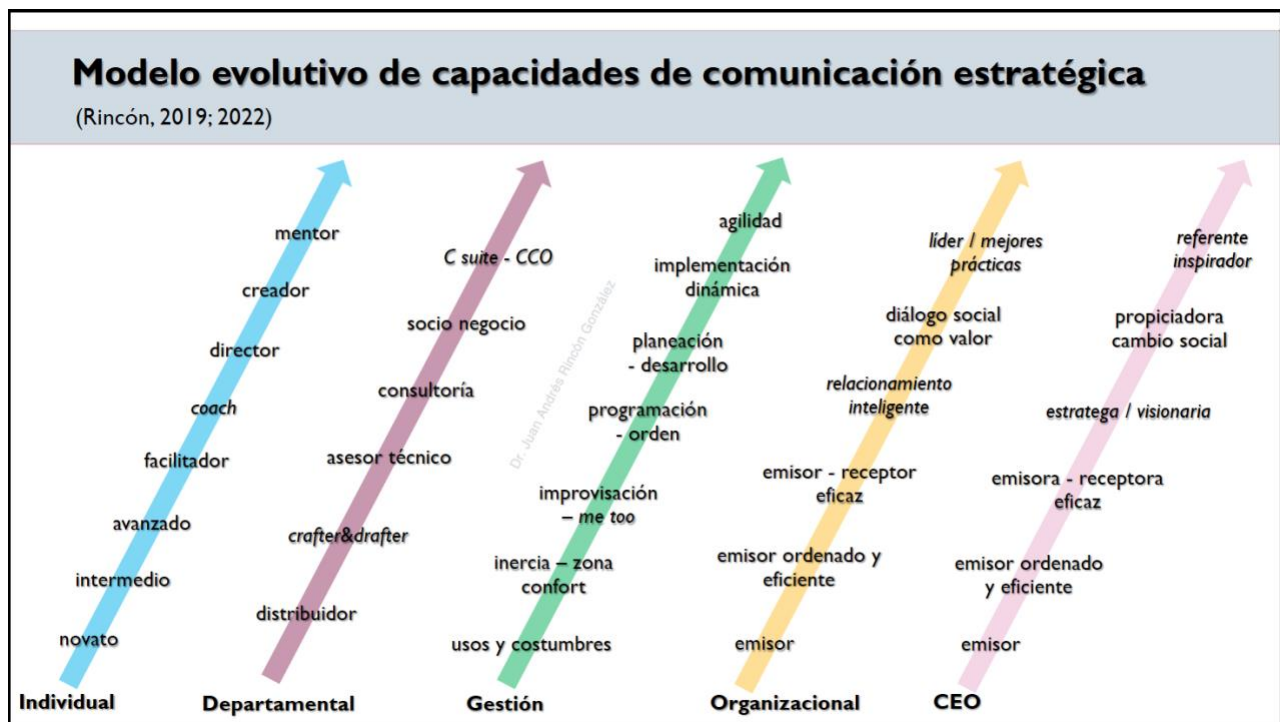 Modelo evolutivo de capacidades de comunicación estratégica
(Rincón, 2019; 2022)
mentor
creador
director
coach
facilitador
avanzado
intermedio
novato
Individual
C suite - CCO
socio negocio
consultoría
asesor técnico
crafter&drafter
distribuidor
Departamental
Dr. Juan Andrés Rincón González
agilidad
implementación
dinámica
planeación
- desarrollo
programación
- orden
improvisación
– me too
inercia – zona
confort
usos y costumbres
Gestión
líder / mejores
prácticas
diálogo social
como valor
relacionamiento
inteligente
emisor - receptor
eficaz
emisor ordenado y
eficiente
emisor
Organizacional
referente
inspirador
propiciadora
cambio social
estratega / visionaria
emisora - receptora
eficaz
emisor ordenado
y eficiente
emisor
CEO